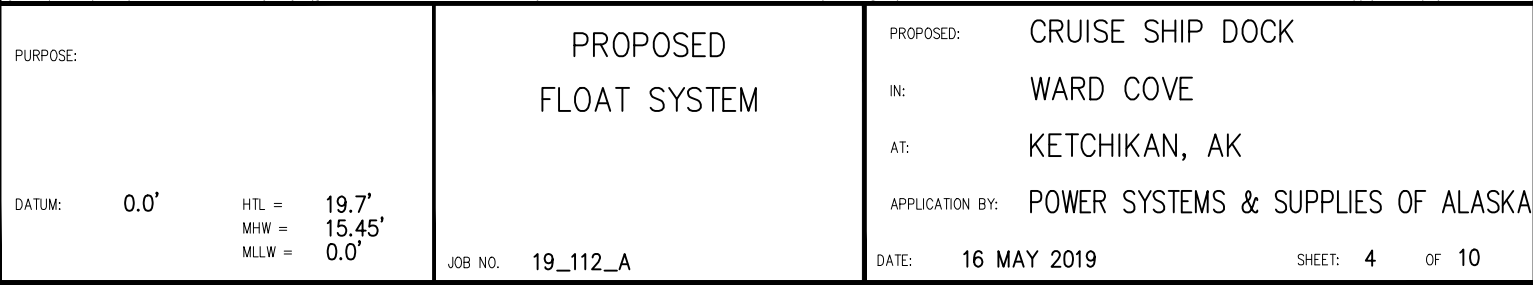 PURPOSE:
DATUM: 0.0'
HTL = 19.7'
MHW = 15.45'
MLLW = 0.0'
PROPOSED
FLOAT SYSTEM
JOB NO. 19_112_A
PROPOSED: CRUISE SHIP DOCK
IN: WARD COVE
AT: KETCHIKAN, AK
APPLICATION BY: POWER SYSTEMS & SUPPLIES OF ALASKA
DATE: 16 MAY 2019 SHEET: 4 OF 10